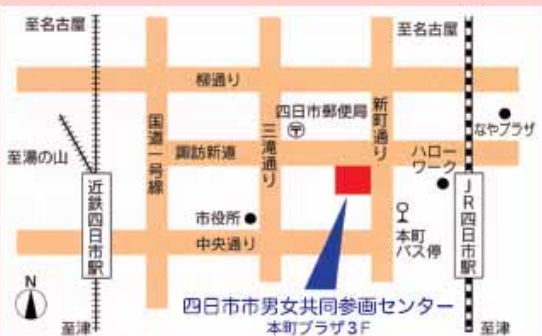 至名古屋
至名古屋
柳通り
国道一号線
三滝通り
四日市郵便局
新町通り
なやプラザ
諏訪新道
ハロー
ワーク
至湯の山
近鉄四日市駅
JR四日市駅
市役所
中央通り
本町
バス停
N
四日市市男女共同参画センター
本町プラザ3F
至津
至津